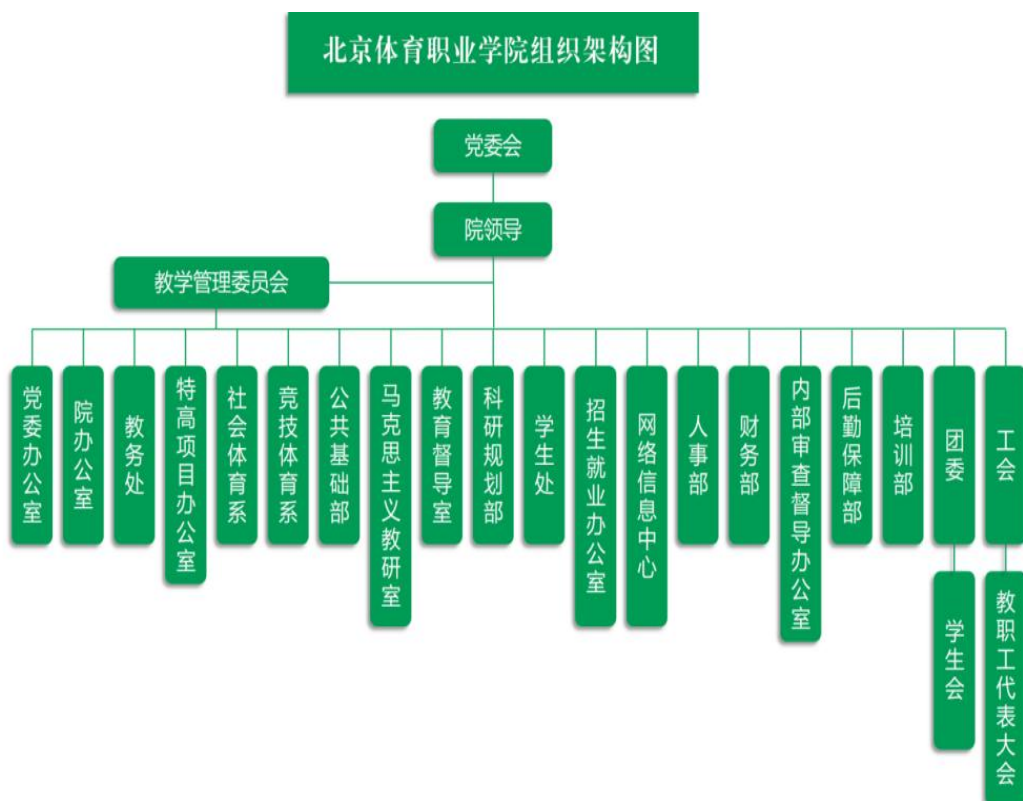 北京体育职业学院组织架构图
党委会
院领导
教学管理委员会
党委办公室
院办公室
教务处
特高项目办公室
社会体育系
竞技体育系
公共基础部
马克思主义教研室
教育督导室
科研规划部
学生处
招生就业办公室
网络信息中心
人事部
财务部
内部审查督导办公室
后勤保障部
培训部
团委
工会
学生会
教职工代表大会